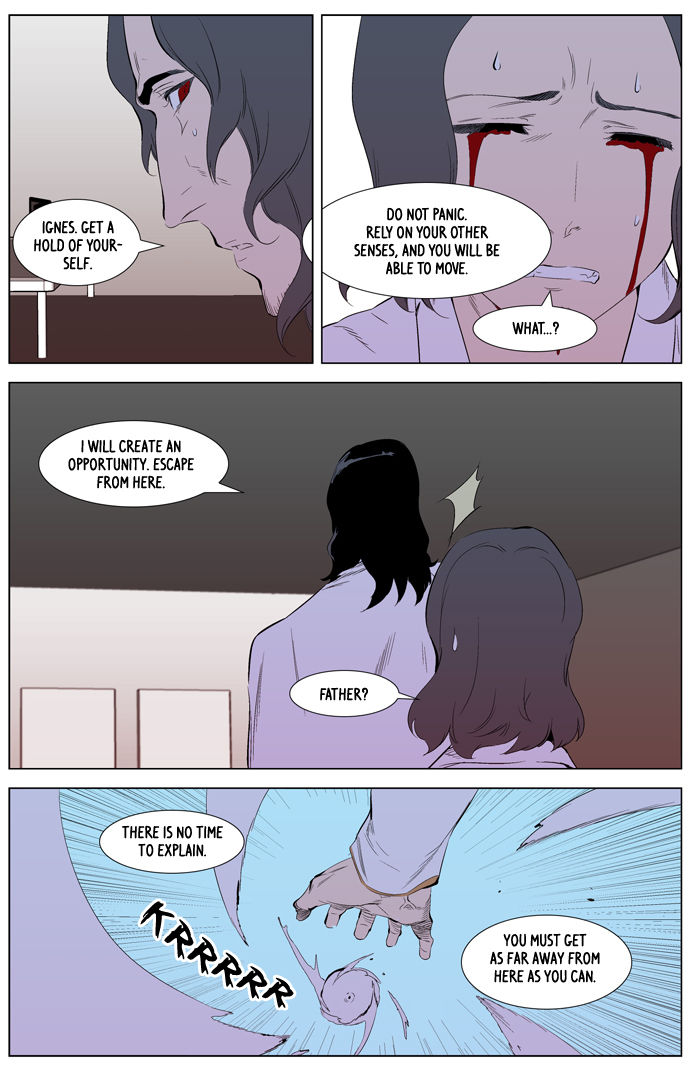 IGNES. GET A
HOLD OF YOUR-
SELF.
DO NOT PANIC.
RELY ON YOUR OTHER
SENSES, AND YOU WILL BE
ABLE TO MOVE.
WHAT...?
I WILL CREATE AN
OPPORTUNITY. ESCAPE
FROM HERE.
FATHER?
THERE IS NO TIME
TO EXPLAIN.
KRRRRRR
YOU MUST GET
AS FAR AWAY FROM
HERE AS YOU CAN.